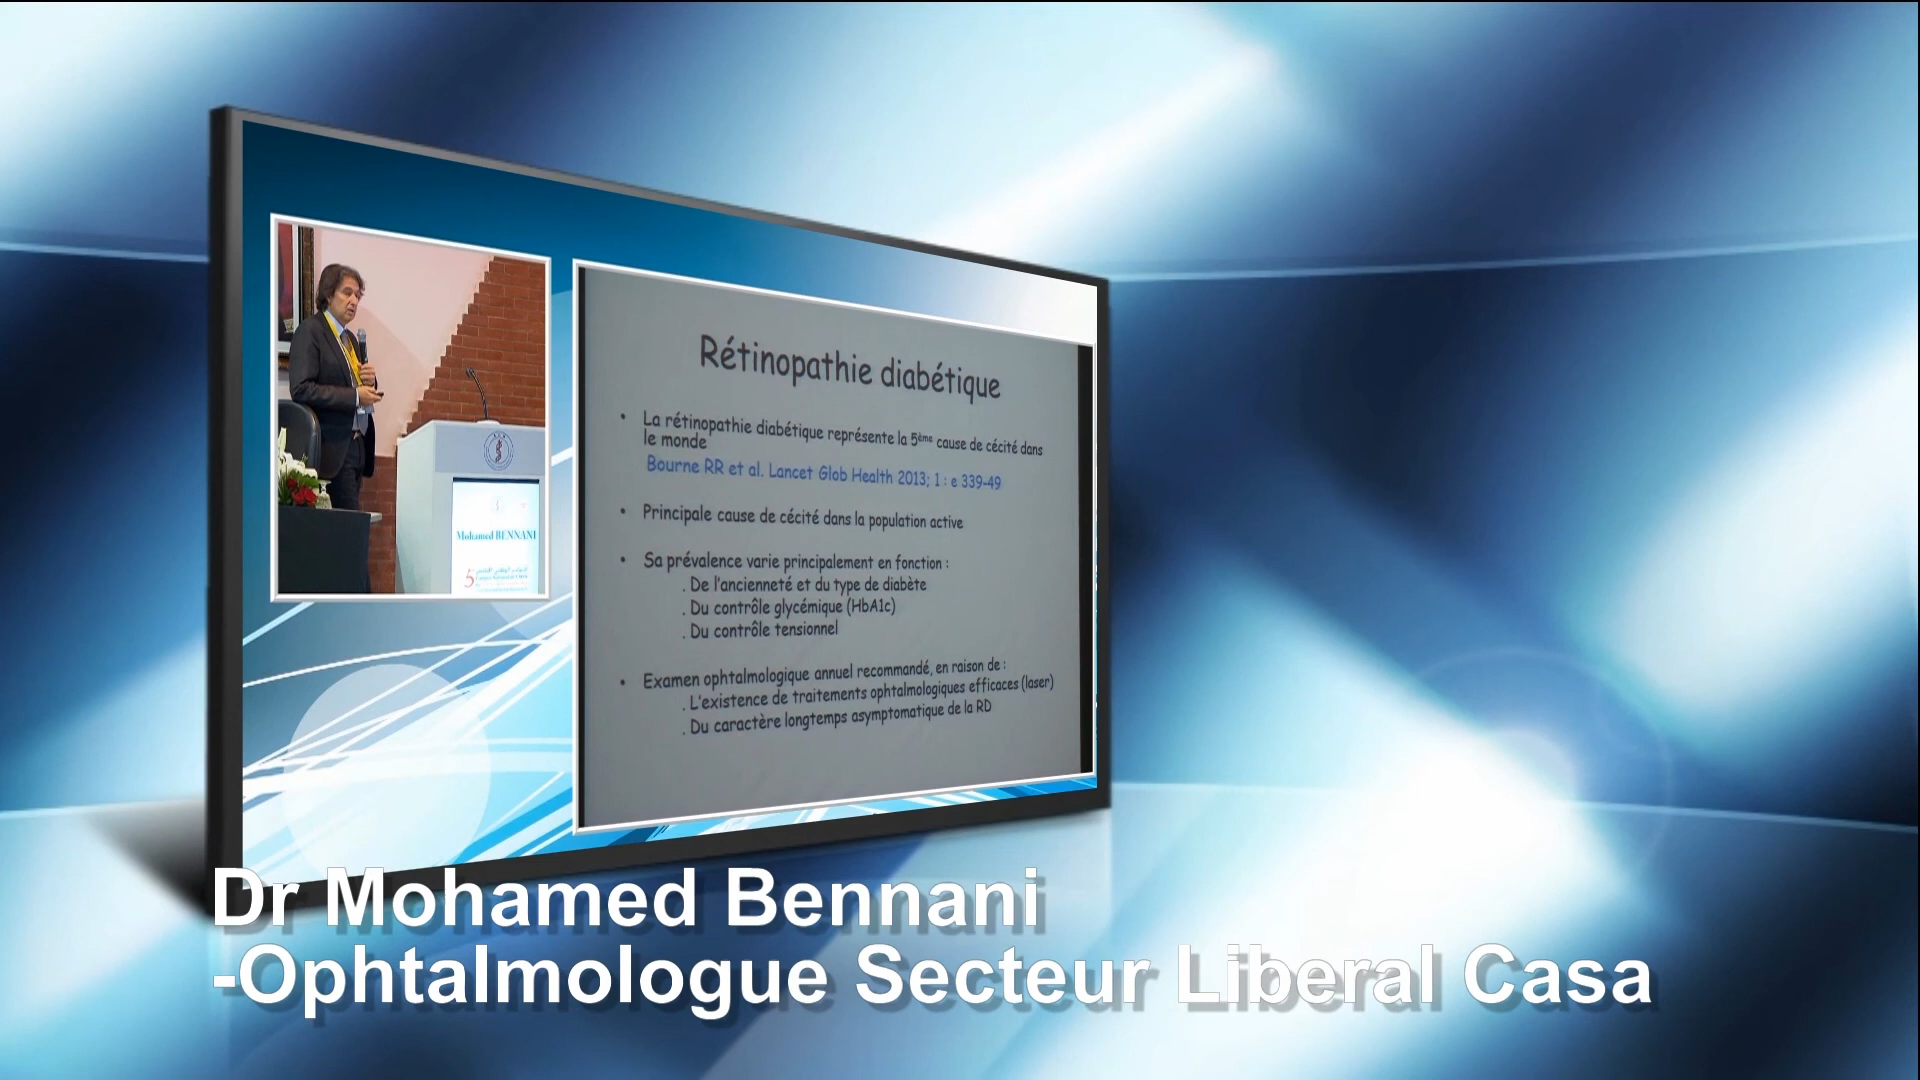 Rétinopathie diabétique
• La rétinopathie diabétique représente la 5ème cause de cécité dans
le monde
Bourne RR et al. Lancet Glob Health 2013; 1 : e 339-49
• Principale cause de cécité dans la population active
• Sa prévalence varie principalement en fonction :
. De l'ancienneté et du type de diabète
. Du contrôle glycémique (HbA1c)
. Du contrôle tensionnel
• Examen ophtalmologique annuel recommandé, en raison de :
. L'existence de traitements ophtalmologiques efficaces (laser)
. Du caractère longtemps asymptomatique de la RD
Mohamed BENNANI
5
Dr Mohamed Bennani
-Ophtalmologue Secteur Liberal Casa